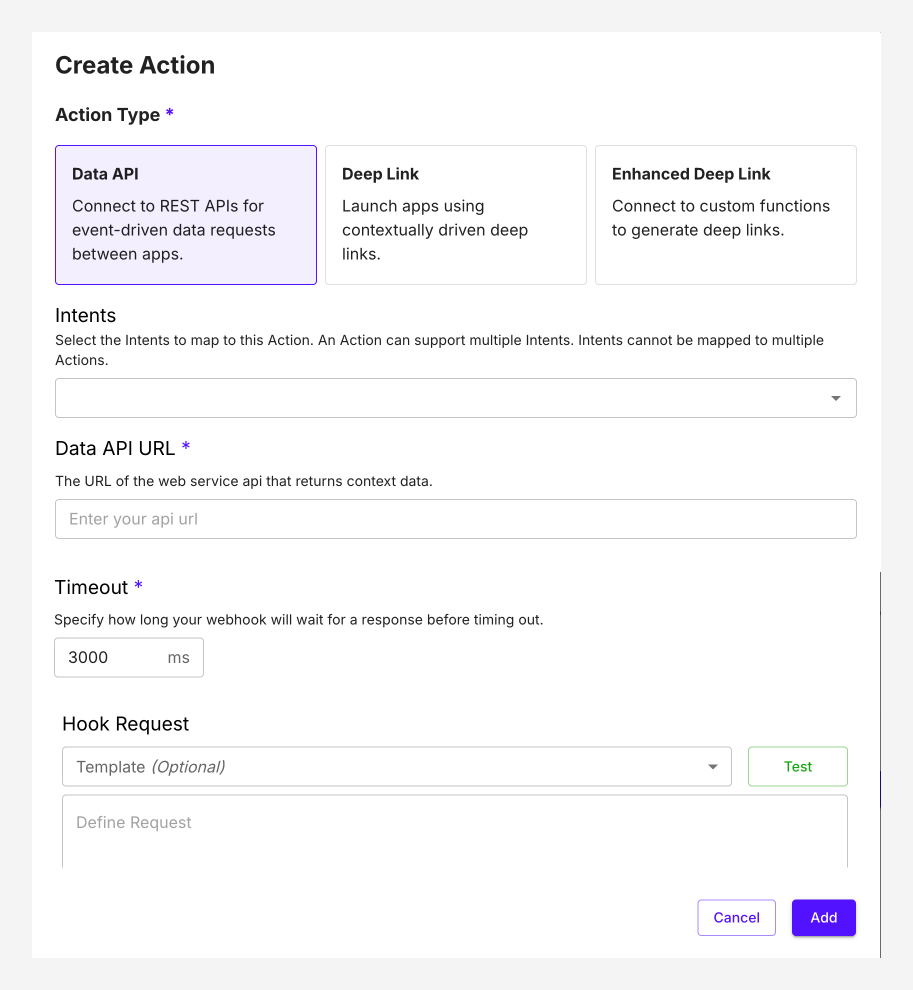 Create Action
Action Type *
Data API
Connect to REST APIs for
event-driven data requests
between apps.
Deep Link
Launch apps using
contextually driven deep
links.
Enhanced Deep Link
Connect to custom functions
to generate deep links.
Intents
Select the Intents to map to this Action. An Action can support multiple Intents. Intents cannot be mapped to multiple
Actions.
Data API URL *
The URL of the web service api that returns context data.
Enter your api url
Timeout *
Specify how long your webhook will wait for a response before timing out.
3000 ms
Hook Request
Template (Optional)
Test
Define Request
Cancel
Add